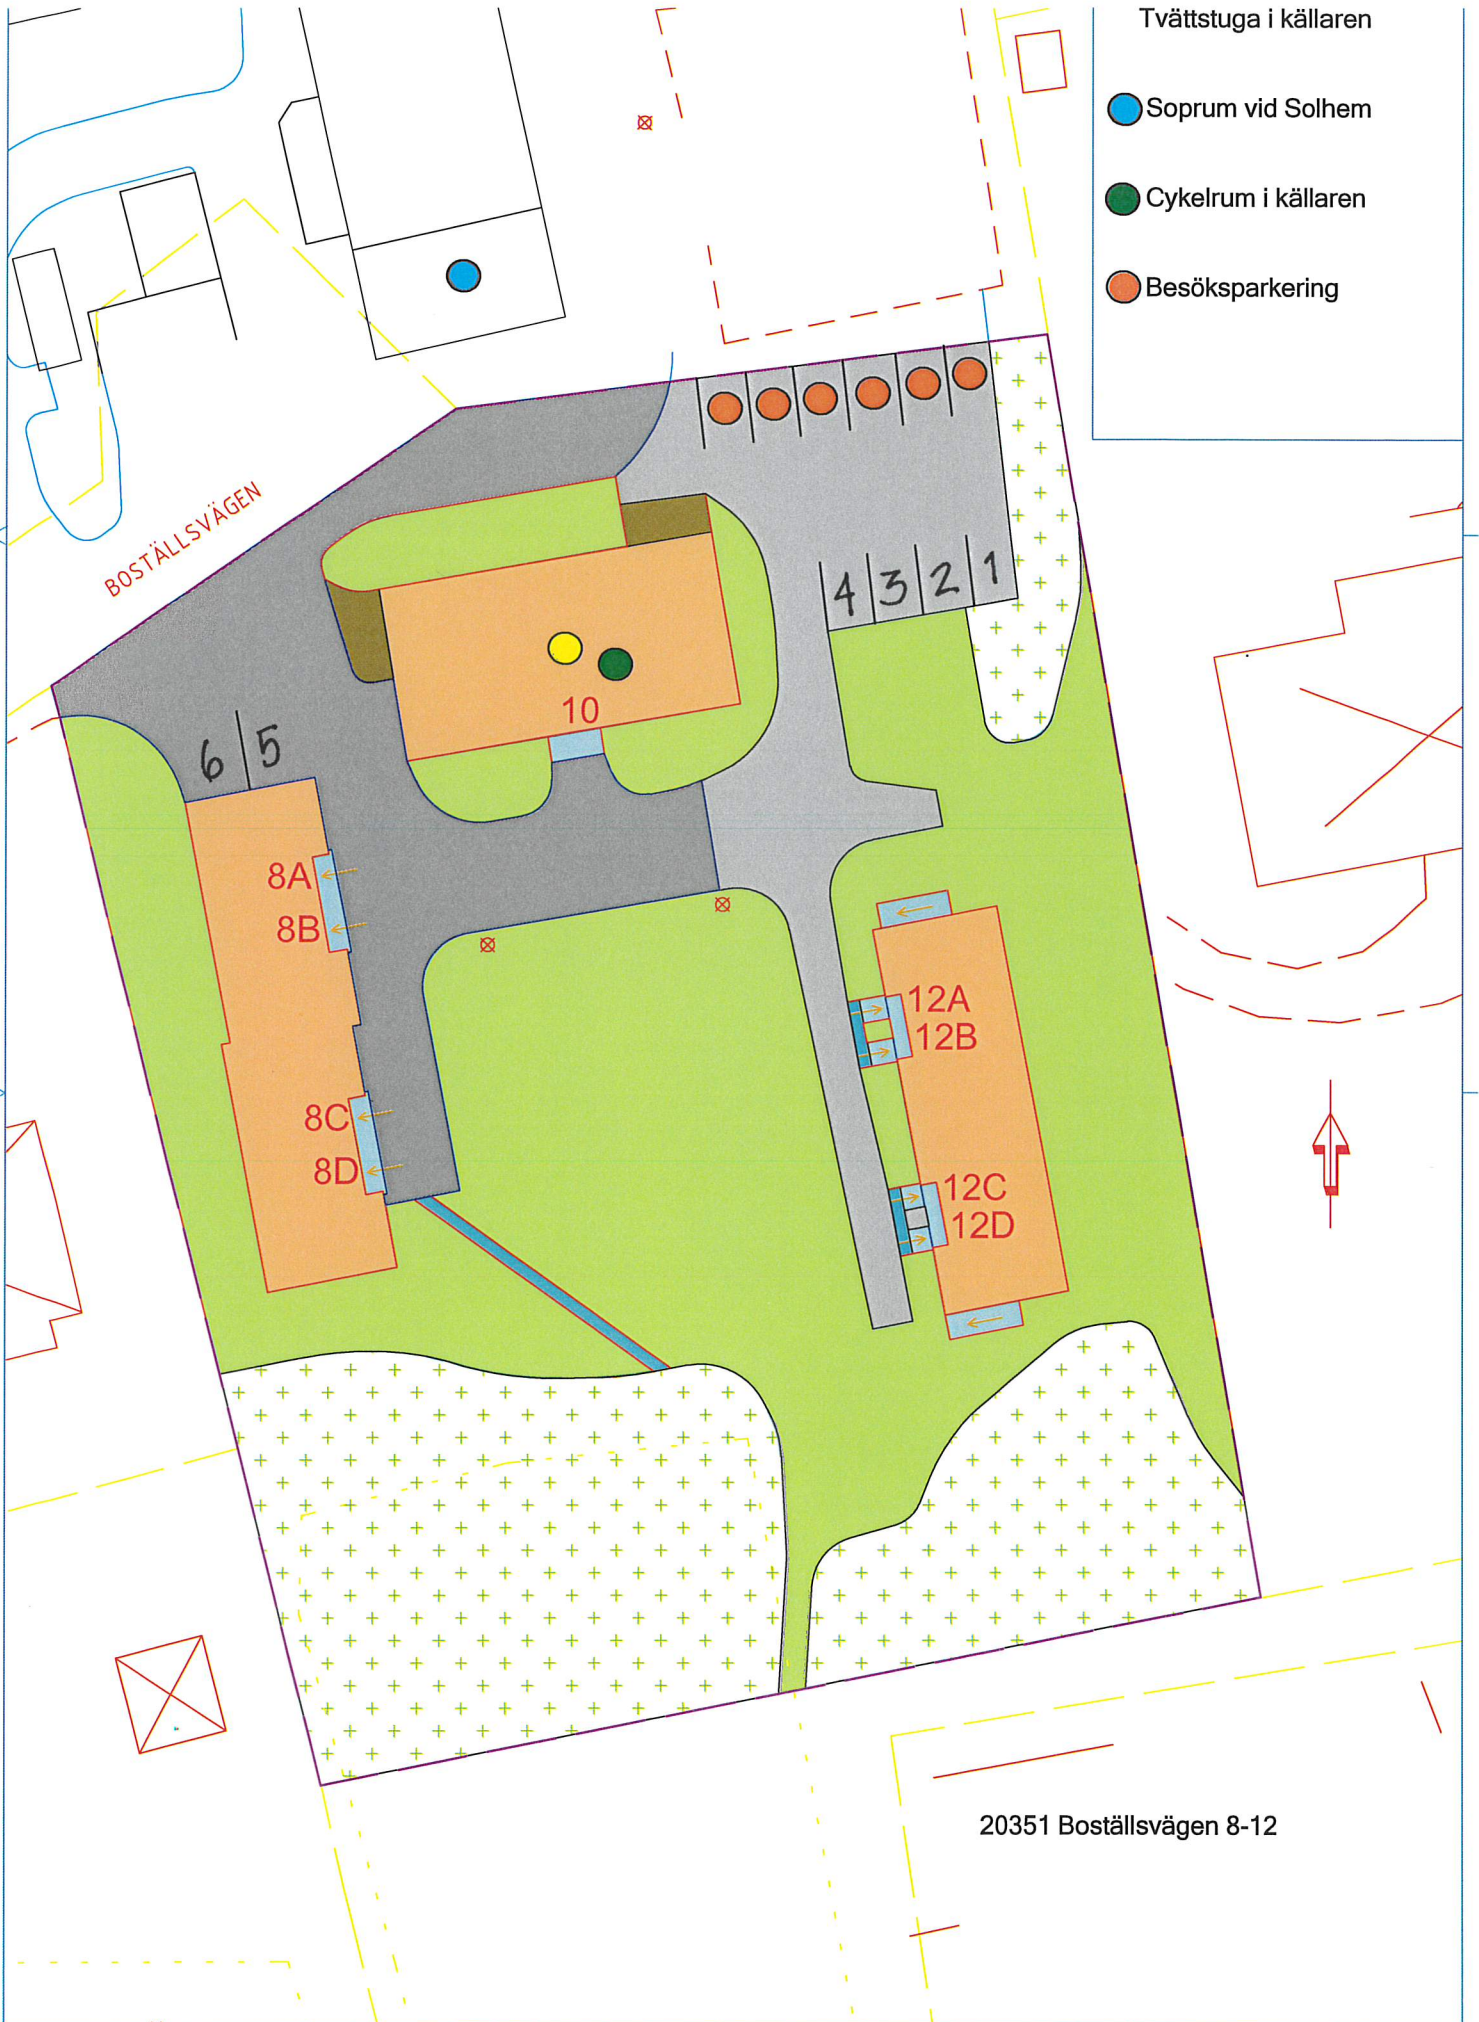 Tvättstuga i källaren
Soprum vid Solhem
Cykelrum i källaren
Besöksparkering
BOSTÄLLSVÄGEN
4 3 2 1
10
6 5
8A
8B
12A
12B
8C
8D
12C
12D
20351 Boställsvägen 8-12